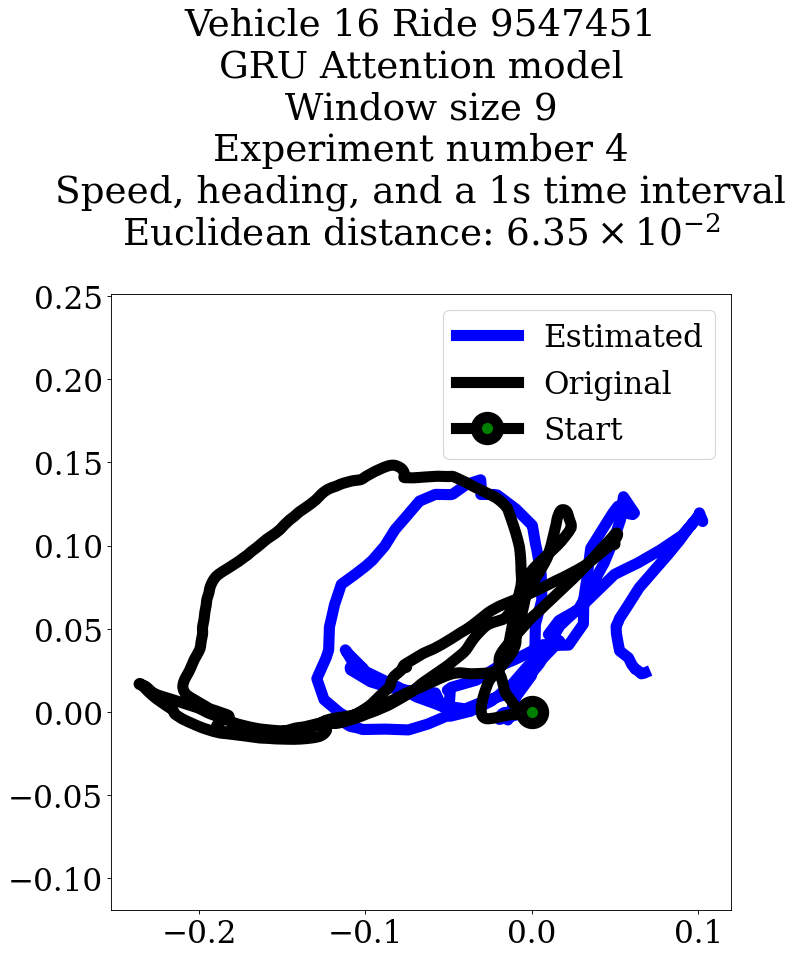 Vehicle 16 Ride 9547451
GRU Attention model
Window size 9
Experiment number 4
Speed, heading, and a 1s time interval
Euclidean distance: 6.35 × 10⁻²
0.25
Estimated
0.20
Original
Start
0.15
0.10
0.05
0.00
−0.05
−0.10
−0.2 −0.1 0.0 0.1